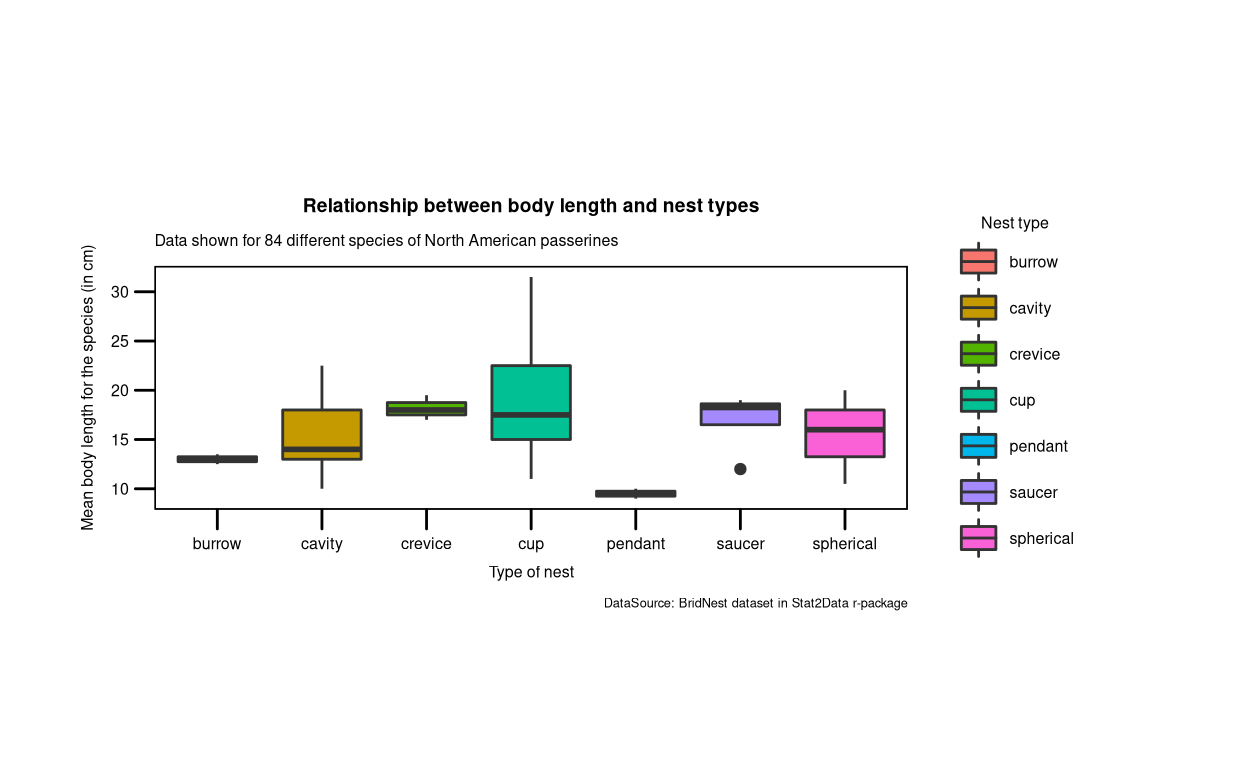 Relationship between body length and nest types
Data shown for 84 different species of North American passerines
Mean body length for the species (in cm)
30
25
20
15
10
burrow cavity crevice cup pendant saucer spherical
Type of nest
DataSource: BridNest dataset in Stat2Data r-package
Nest type
burrow
cavity
crevice
cup
pendant
saucer
spherical